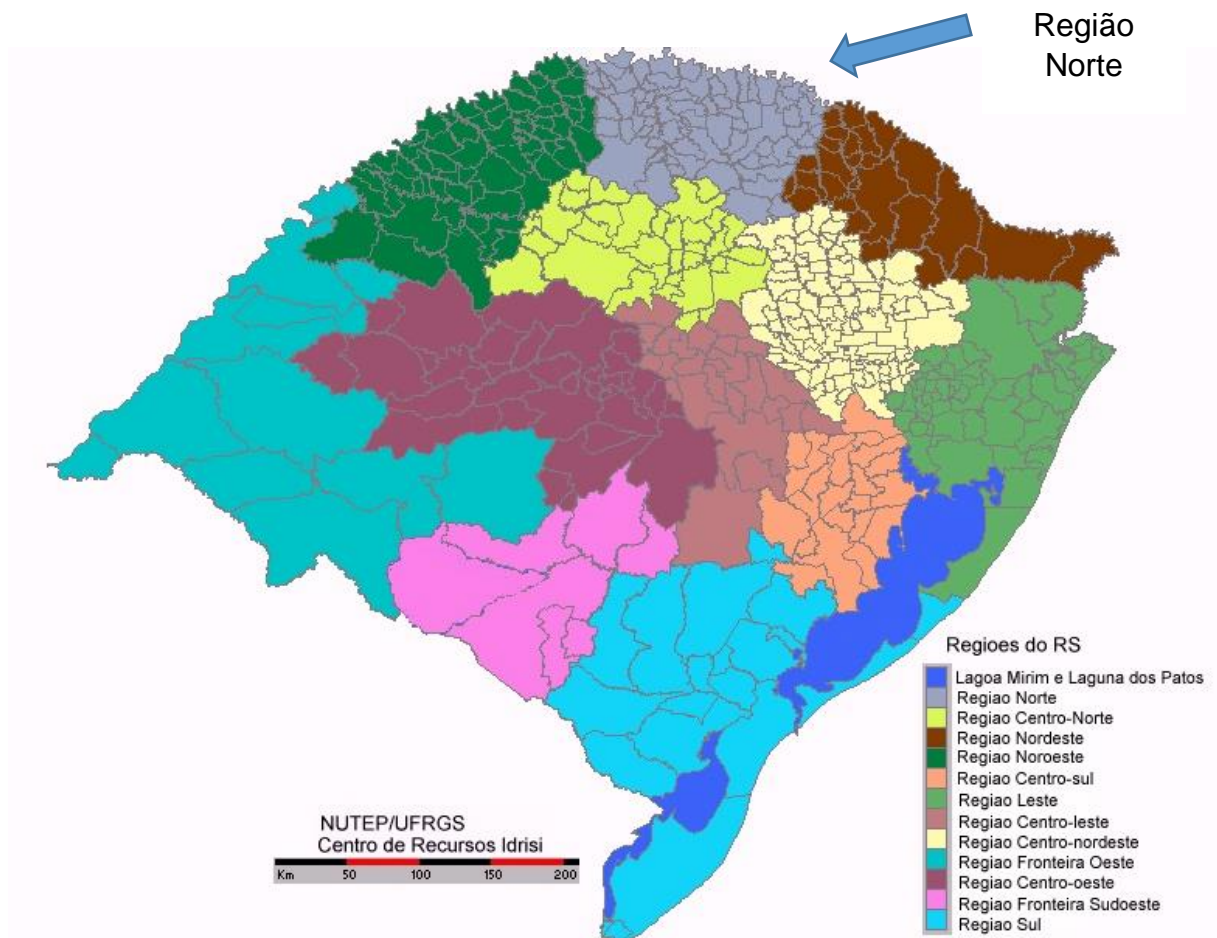 Região
Norte
Regioes do RS
Lagoa Mirim e Laguna dos Patos
Regiao Norte
Regiao Centro-Norte
Regiao Nordeste
Regiao Noroeste
Regiao Centro-sul
Regiao Leste
Regiao Centro-leste
Regiao Centro-nordeste
Regiao Fronteira Oeste
Regiao Centro-oeste
Regiao Fronteira Sudoeste
Regiao Sul
NUTEP/UFRGS
Centro de Recursos Idrisi
Km 50 100 150 200